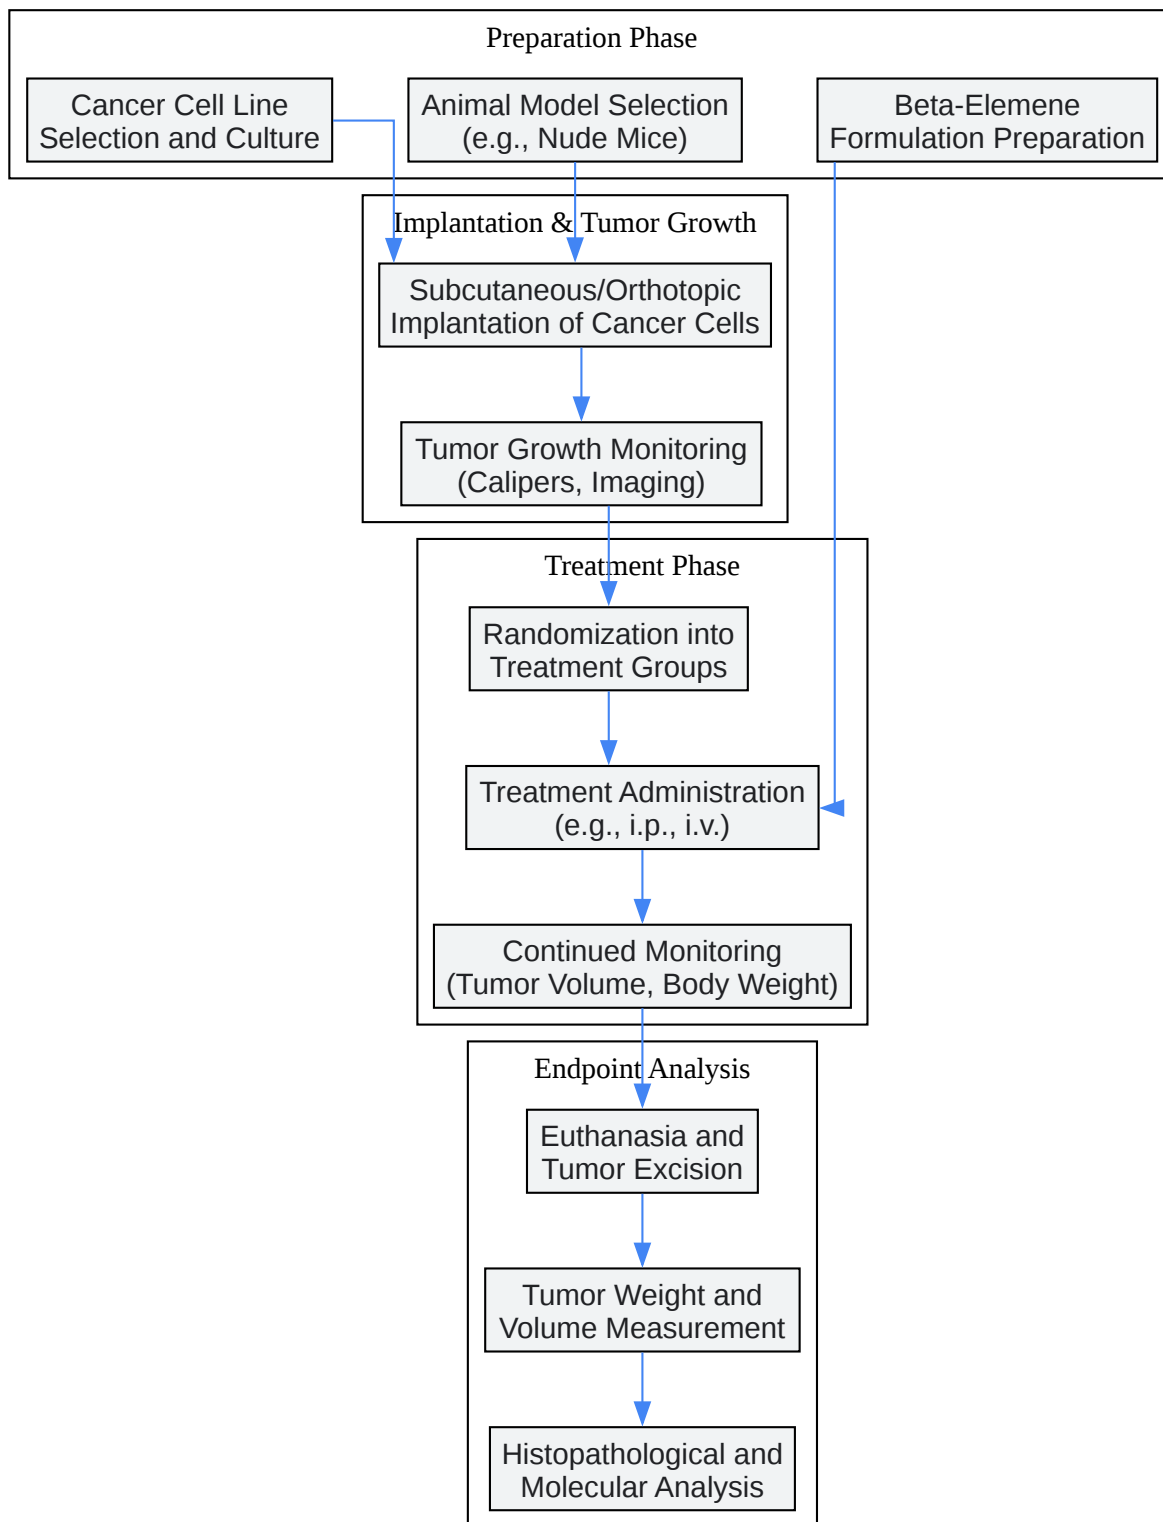 Preparation Phase
Cancer Cell Line
Selection and Culture
Animal Model Selection
(e.g., Nude Mice)
Beta-Elemene
Formulation Preparation
Implantation & Tumor Growth
Subcutaneous/Orthotopic
Implantation of Cancer Cells
Tumor Growth Monitoring
(Calipers, Imaging)
Treatment Phase
Randomization into
Treatment Groups
Treatment Administration
(e.g., i.p., i.v.)
Continued Monitoring
(Tumor Volume, Body Weight)
Endpoint Analysis
Euthanasia and
Tumor Excision
Tumor Weight and
Volume Measurement
Histopathological and
Molecular Analysis